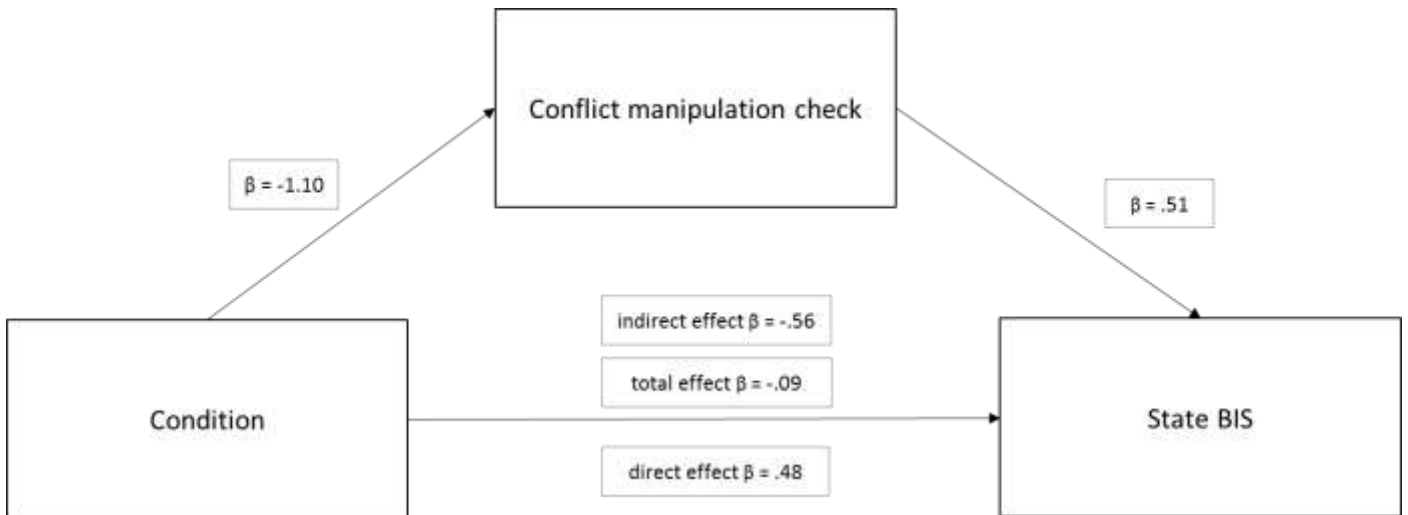 Conflict manipulation check
β = -1.10
β = .51
indirect effect β = -.56
total effect β = -.09
Condition
State BIS
direct effect β = .48